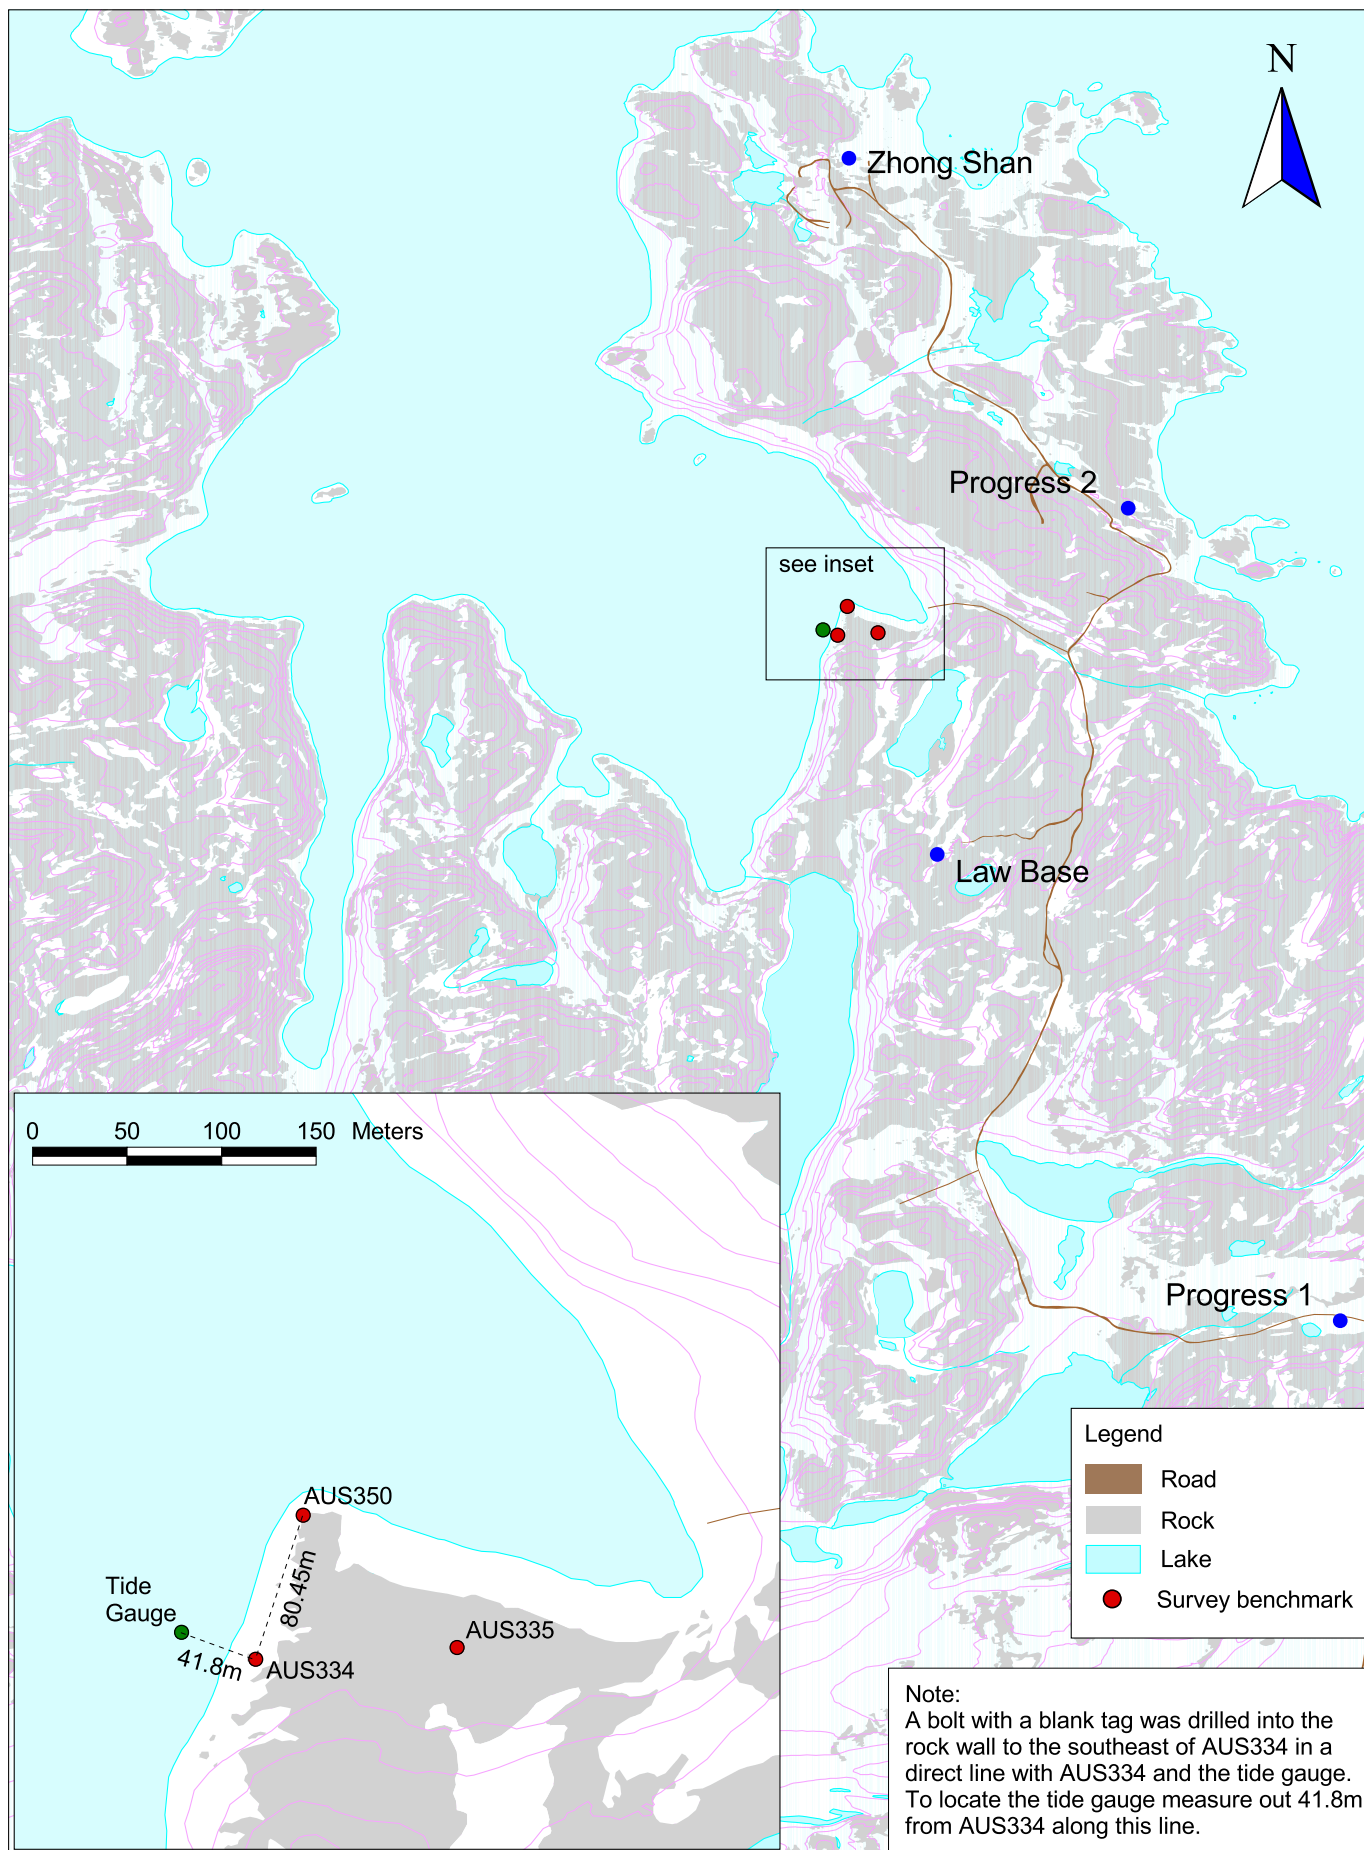 N
Zhong Shan
Progress 2
see inset
Law Base
0 50 100 150 Meters
Progress 1
Legend
Road
Rock
Lake
Survey benchmark
AUS350
80.45m
Tide
Gauge
41.8m
AUS334
AUS335
Note:
A bolt with a blank tag was drilled into the
rock wall to the southeast of AUS334 in a
direct line with AUS334 and the tide gauge.
To locate the tide gauge measure out 41.8m
from AUS334 along this line.